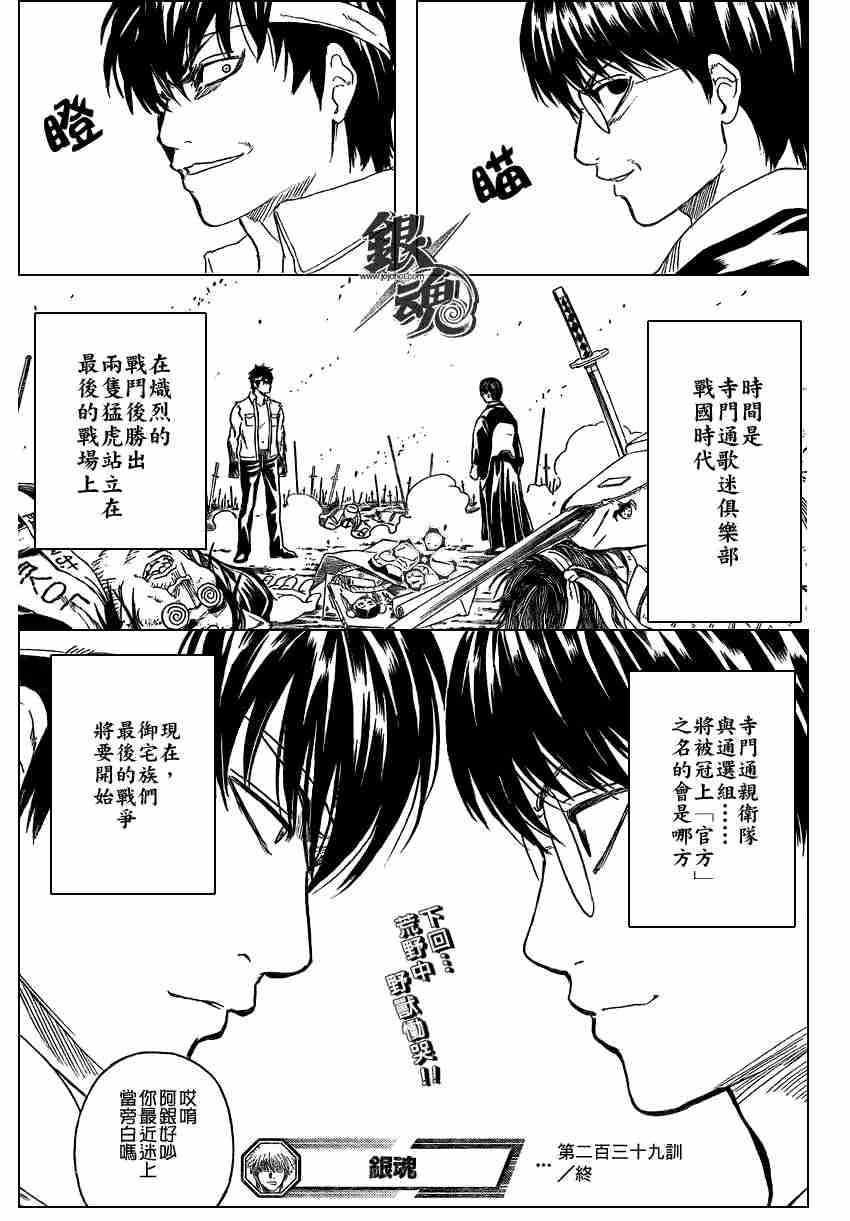 瞄
瞪
銀魂
www.jojohot.com
時間是
寺門通歌迷俱樂部
戰國時代
在熾烈的
戰鬥後勝出
兩隻猛虎站立在
最後的戰場上
寺門通親衛隊
與通選組……
將被冠上「官方」
之名的會是哪方
現在，
御宅族們
最後的戰爭
將要開始
下回…
荒野中
野獸慟哭!!
哎唷
阿銀好吵
你最近迷上
當旁白嗎
銀魂
…
第二百三十九訓
／終